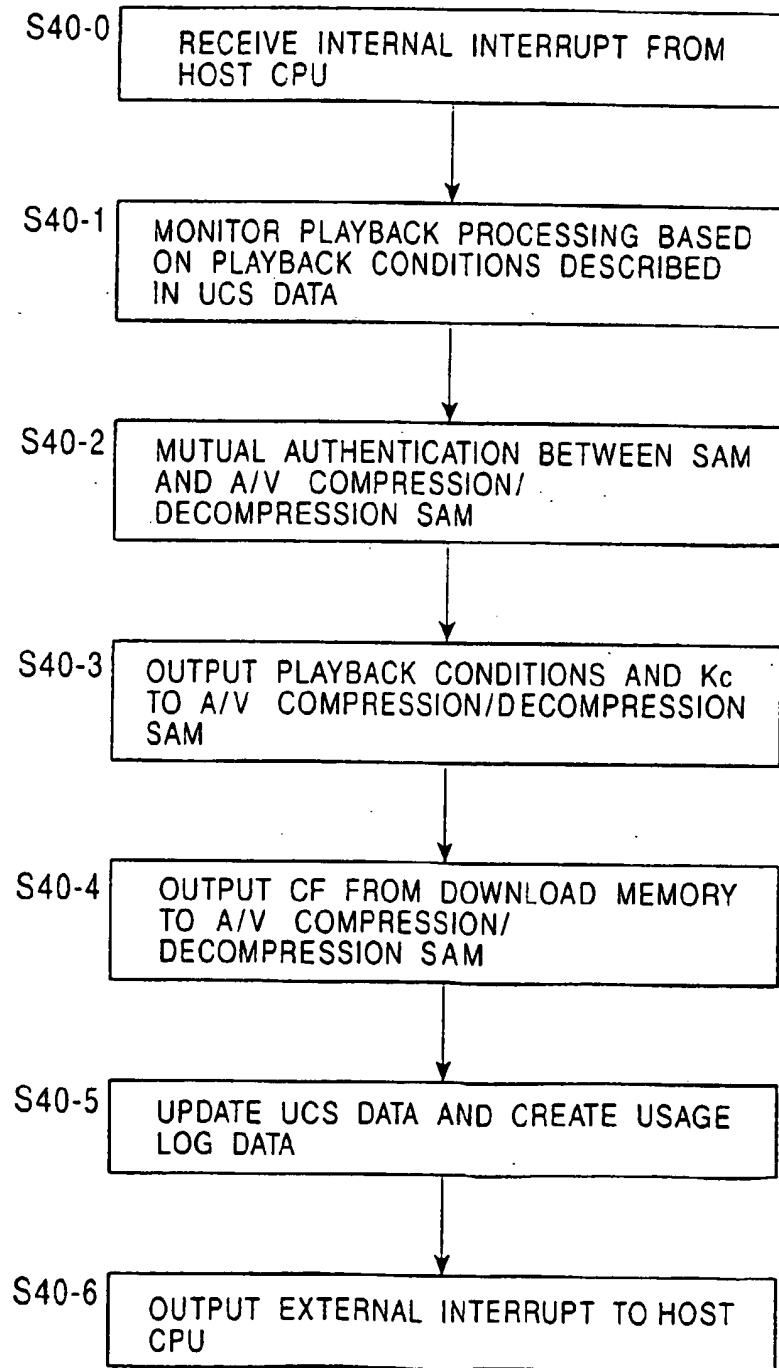 S40-0
RECEIVE INTERNAL INTERRUPT FROM
HOST CPU
S40-1
MONITOR PLAYBACK PROCESSING BASED
ON PLAYBACK CONDITIONS DESCRIBED
IN UCS DATA
S40-2
MUTUAL AUTHENTICATION BETWEEN SAM
AND A/V COMPRESSION/
DECOMPRESSION SAM
S40-3
OUTPUT PLAYBACK CONDITIONS AND Kc
TO A/V COMPRESSION/DECOMPRESSION
SAM
S40-4
OUTPUT CF FROM DOWNLOAD MEMORY
TO A/V COMPRESSION/
DECOMPRESSION SAM
S40-5
UPDATE UCS DATA AND CREATE USAGE
LOG DATA
S40-6
OUTPUT EXTERNAL INTERRUPT TO HOST
CPU